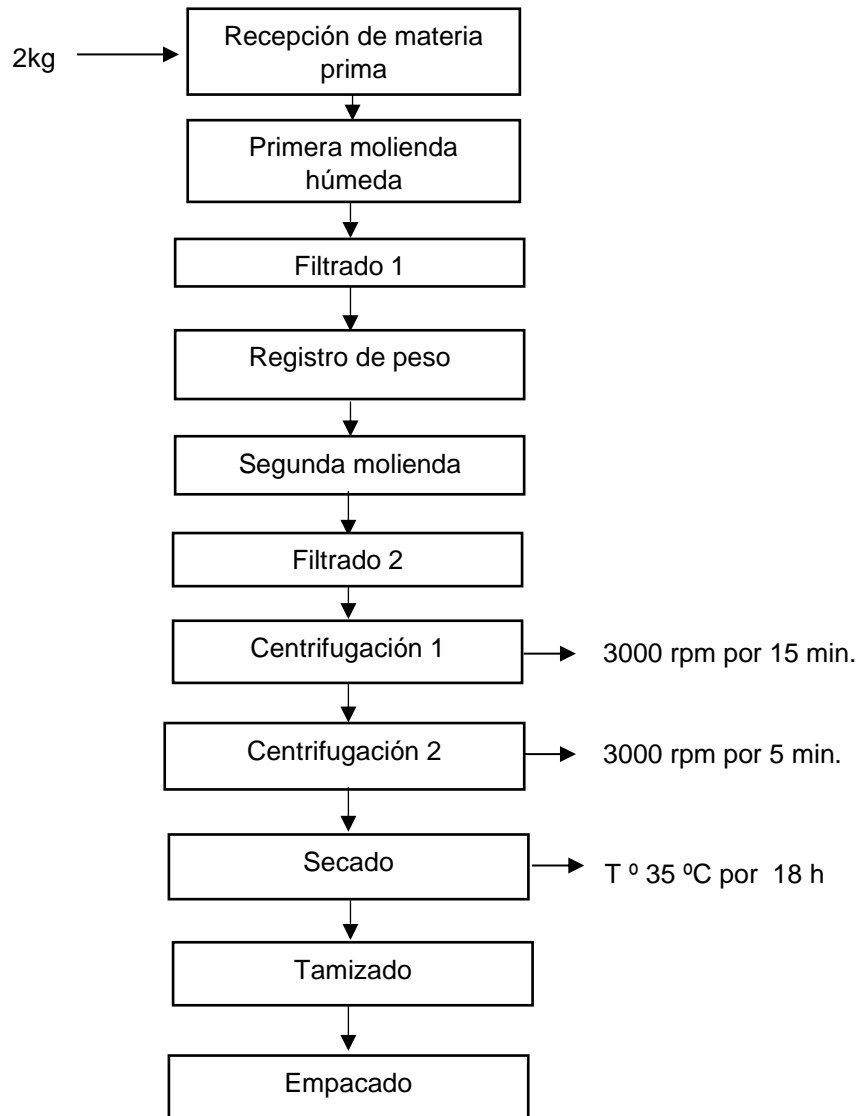 2kg
Recepción de materia
prima
Primera molienda
húmeda
Filtrado 1
Registro de peso
Segunda molienda
Filtrado 2
Centrifugación 1
3000 rpm por 15 min.
Centrifugación 2
3000 rpm por 5 min.
Secado
T º 35 ºC por 18 h
Tamizado
Empacado